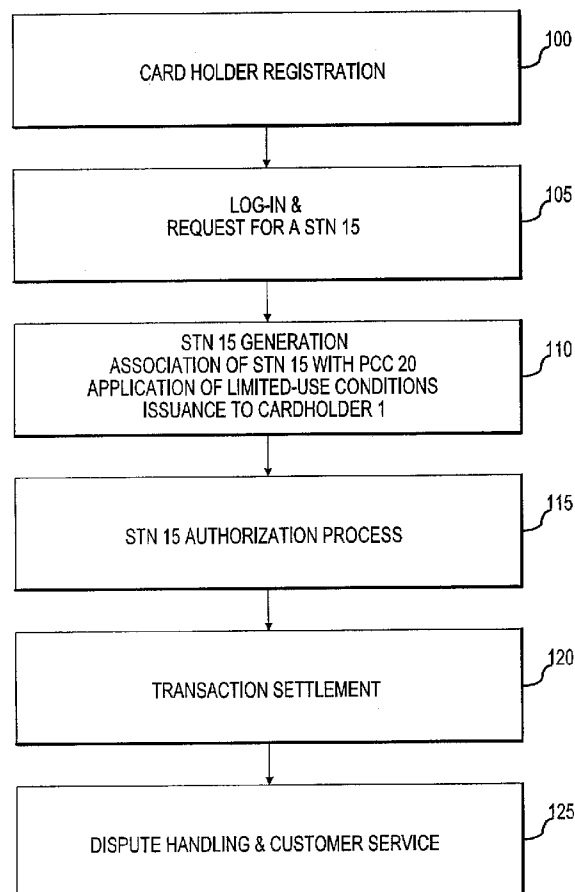 CARD HOLDER REGISTRATION
100
LOG-IN &
REQUEST FOR A STN 15
105
STN 15 GENERATION
ASSOCIATION OF STN 15 WITH PCC 20
APPLICATION OF LIMITED-USE CONDITIONS
ISSUANCE TO CARDHOLDER 1
110
STN 15 AUTHORIZATION PROCESS
115
TRANSACTION SETTLEMENT
120
DISPUTE HANDLING & CUSTOMER SERVICE
125